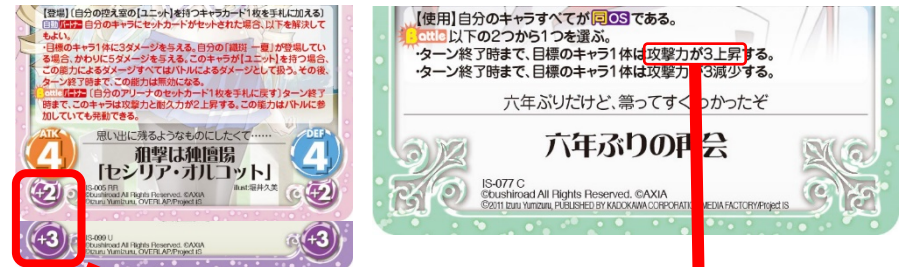 【登場】〔自分の控え室の【ユニット】を持つキャラカード1枚を手札に加える〕
自動 パートナー 自分のキャラにセットカードがセットされた場合、以下を解決して
もよい。
・目標のキャラ1体に3ダメージを与える。自分の「織斑 一夏」が登場してい
る場合、かわりに5ダメージを与える。このキャラが【ユニット】を持つ場合、
この能力によるダメージすべてはバトルによるダメージとして扱う。その後、
ターン終了時まで、この能力は無効になる。
Battle パートナー〔自分のアリーナのセットカード1枚を手札に戻す〕ターン終了
時まで、このキャラは攻撃力と耐久力が2上昇する。この能力はバトルに参
加していても発動できる。
思い出に残るようなものにしたくて……
ATK 4
DEF 4
狙撃は独壇場
「セシリア・オルコット」
+2
IS-005 RR
illust:堀井久美
©bushiroad All Rights Reserved. ©AXIA
©Izuru Yumizuru, OVERLAP/Project IS
+2
+3
IS-099 U
©bushiroad All Rights Reserved. ©AXIA
©Izuru Yumizuru, OVERLAP/Project IS
+3
【使用】自分のキャラすべてが同OSである。
Battle 以下の2つから1つを選ぶ。
・ターン終了時まで、目標のキャラ1体は攻撃力が3上昇する。
・ターン終了時まで、目標のキャラ1体は攻撃力が3減少する。
六年ぶりだけど、箒ってすぐわかったぞ
六年ぶりの再会
IS-077 C
©bushiroad All Rights Reserved. ©AXIA
©2011 Izuru Yumizuru, PUBLISHED BY KADOKAWA CORPORATION MEDIA FACTORY/Project IS